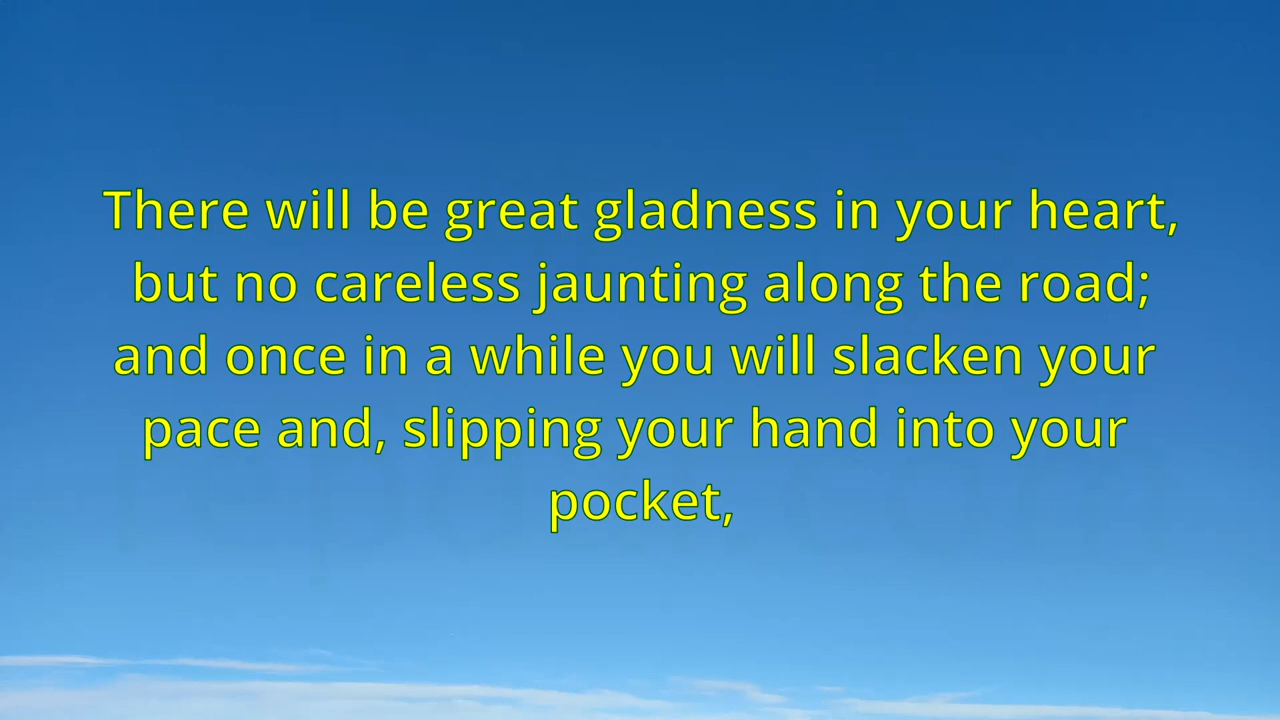 There will be great gladness in your heart,
but no careless jaunting along the road;
and once in a while you will slacken your
pace and, slipping your hand into your
pocket,